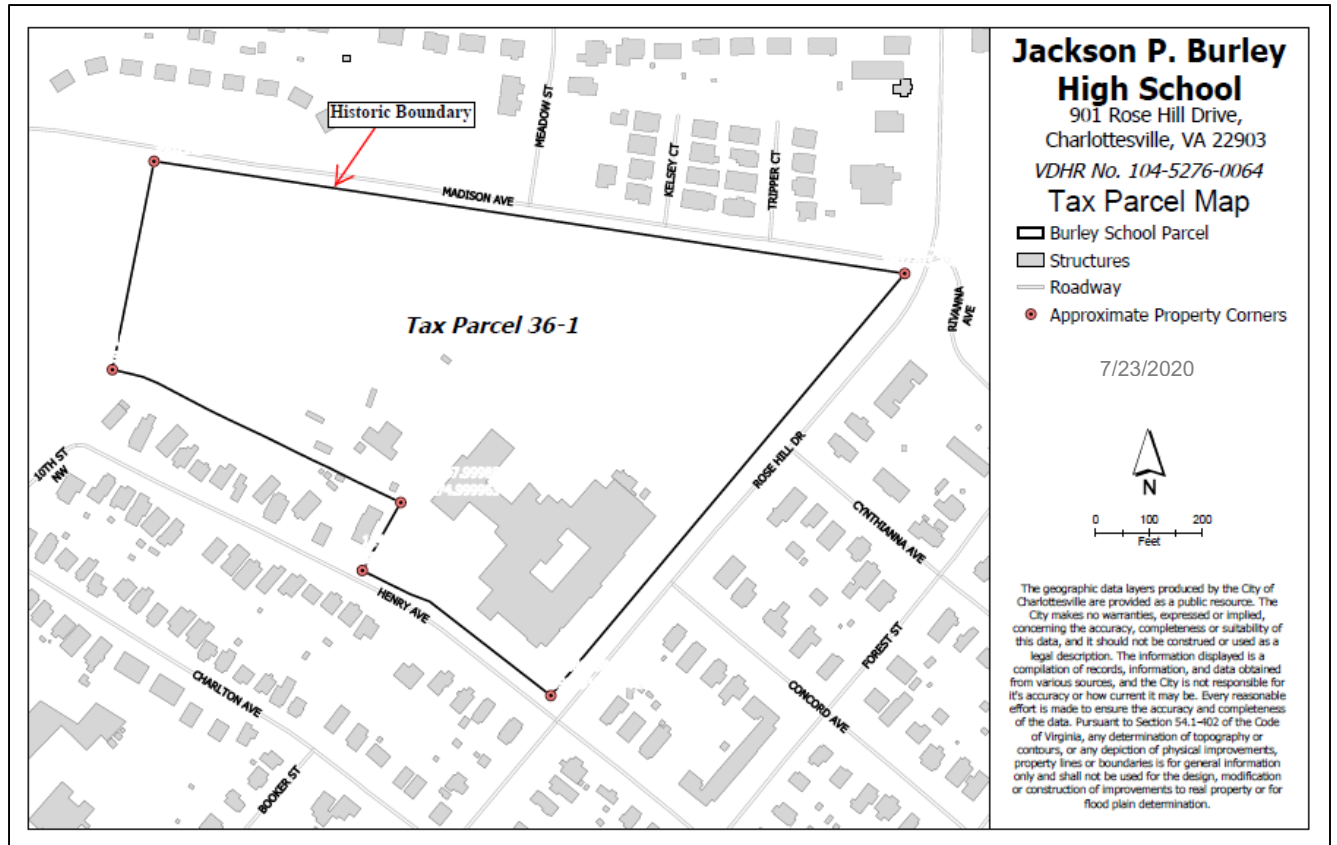 Historic Boundary
MEADOW ST
MADISON AVE
KELSEY CT
TRIPPER CT
RIVANNA
AVE
Tax Parcel 36-1
10TH ST
NW
ROSE HILL DR
CYNTHIANNA AVE
HENRY AVE
FOREST ST
CHARLTON AVE
CONCORD AVE
BOOKER ST
Jackson P. Burley
High School
901 Rose Hill Drive,
Charlottesville, VA 22903
VDHR No. 104-5276-0064
Tax Parcel Map
Burley School Parcel
Structures
Roadway
Approximate Property Corners
7/23/2020
N
0 100 200
Feet
The geographic data layers produced by the City of
Charlottesville are provided as a public resource. The
City makes no warranties, expressed or implied,
concerning the accuracy, completeness or suitability of
this data, and it should not be construed or used as a
legal description. The information displayed is a
compilation of records, information, and data obtained
from various sources, and the City is not responsible for
it's accuracy or how current it may be. Every reasonable
effort is made to ensure the accuracy and completeness
of the data. Pursuant to Section 54.1-402 of the Code
of Virginia, any determination of topography or
contours, or any depiction of physical improvements,
property lines or boundaries is for general information
only and shall not be used for the design, modification
or construction of improvements to real property or for
flood plain determination.